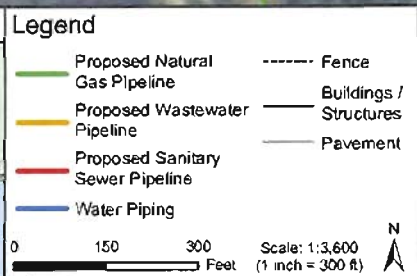 Legend
Proposed Natural
Gas Pipeline
Proposed Wastewater
Pipeline
Proposed Sanitary
Sewer Pipeline
Water Piping
Fence
Buildings /
Structures
Pavement
0 150 300
Feet
Scale: 1:3,600
(1 inch = 300 ft)
N